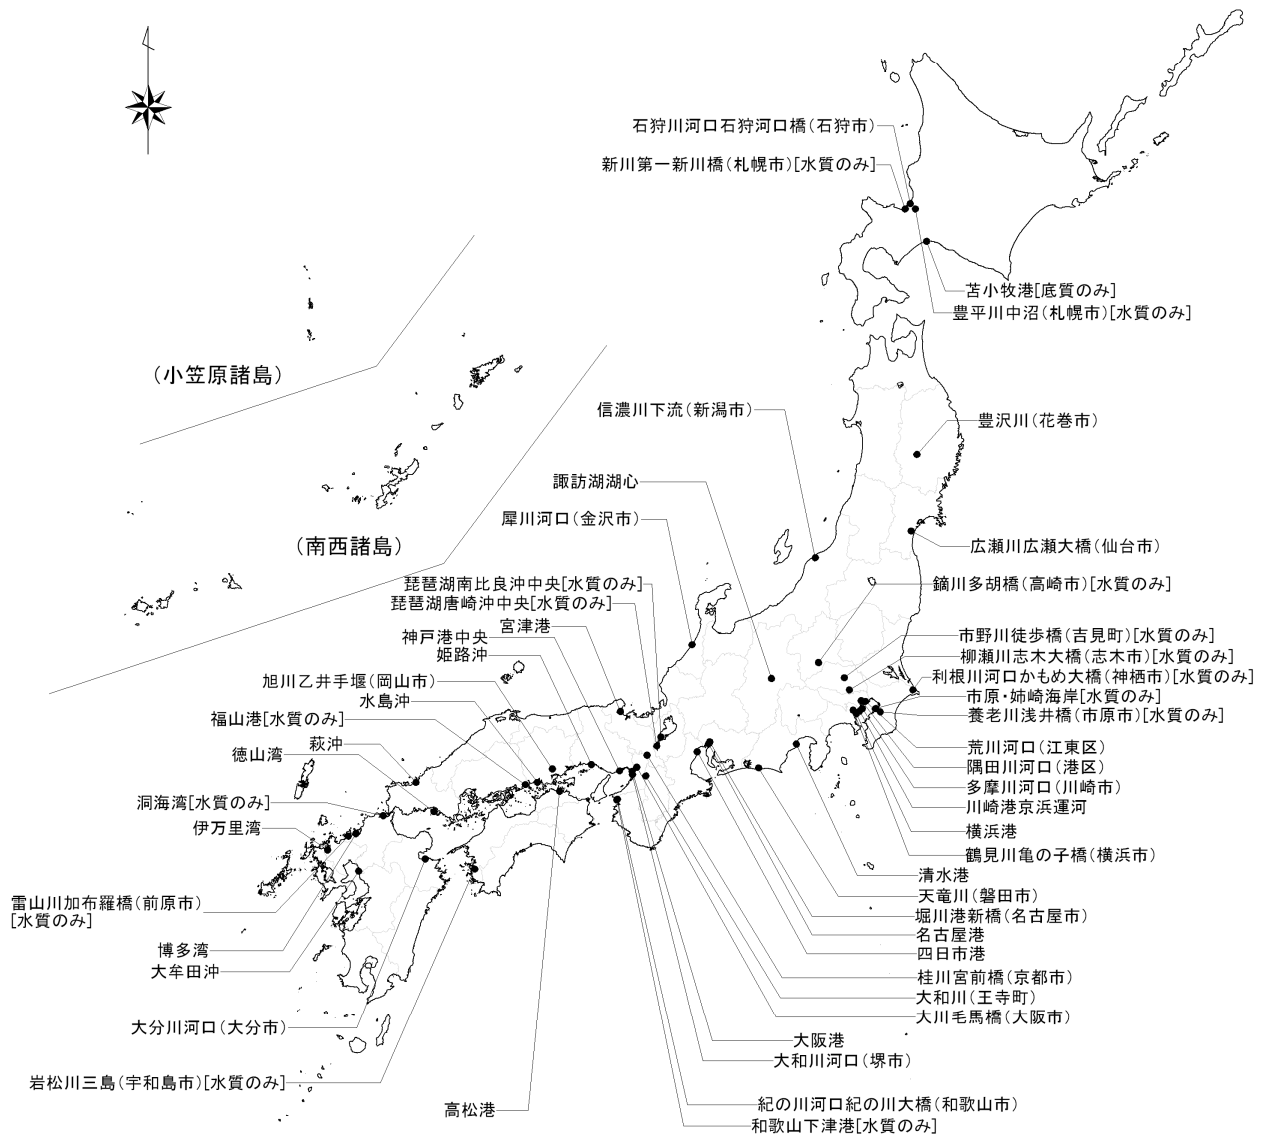 石狩川河口石狩河口橋(石狩市)
新川第一新川橋(札幌市)[水質のみ]
苫小牧港[底質のみ]
豊平川中沼(札幌市)[水質のみ]
(小笠原諸島)
信濃川下流(新潟市)
豊沢川(花巻市)
諏訪湖湖心
犀川河口(金沢市)
(南西諸島)
広瀬川広瀬大橋(仙台市)
琵琶湖南比良沖中央[水質のみ]
鏑川多胡橋(高崎市)[水質のみ]
琵琶湖唐崎沖中央[水質のみ]
宮津港
神戸港中央
市野川徒歩橋(吉見町)[水質のみ]
姫路沖
柳瀬川志木大橋(志木市)[水質のみ]
旭川乙井手堰(岡山市)
利根川河口かもめ大橋(神栖市)[水質のみ]
水島沖
市原・姉崎海岸[水質のみ]
福山港[水質のみ]
養老川浅井橋(市原市)[水質のみ]
萩沖
徳山湾
荒川河口(江東区)
隅田川河口(港区)
多摩川河口(川崎市)
洞海湾[水質のみ]
川崎港京浜運河
伊万里湾
横浜港
鶴見川亀の子橋(横浜市)
清水港
天竜川(磐田市)
雷山川加布羅橋(前原市)
[水質のみ]
堀川港新橋(名古屋市)
名古屋港
博多湾
四日市港
大牟田沖
桂川宮前橋(京都市)
大和川(王寺町)
大川毛馬橋(大阪市)
大分川河口(大分市)
大阪港
大和川河口(堺市)
岩松川三島(宇和島市)[水質のみ]
高松港
紀の川河口紀の川大橋(和歌山市)
和歌山下津港[水質のみ]